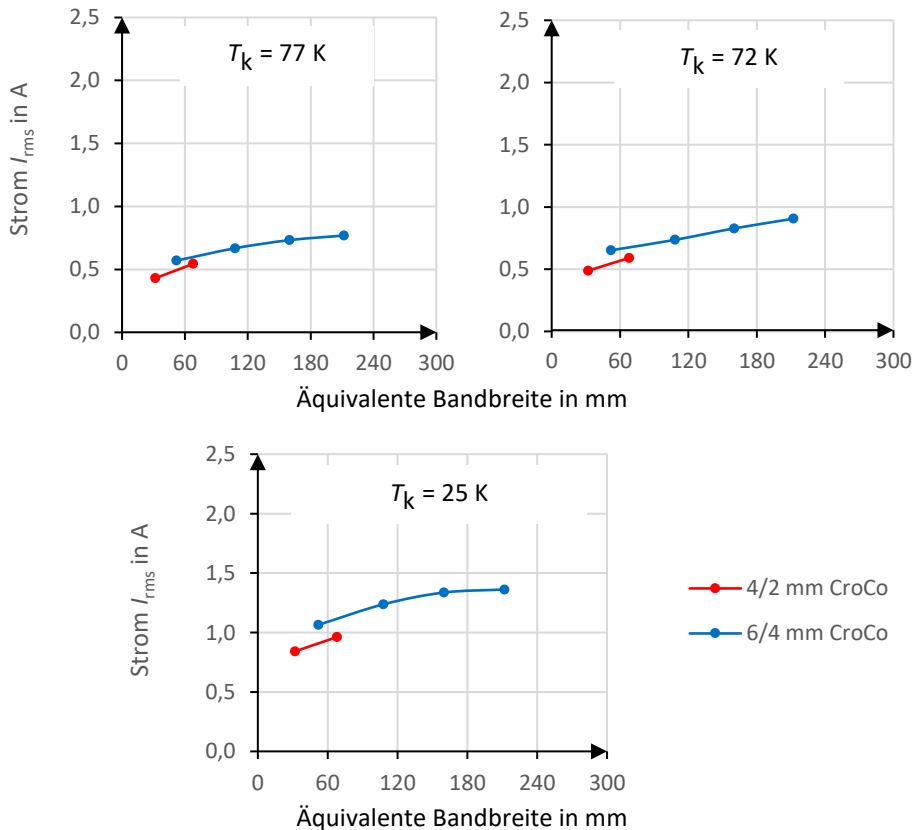 2,5
2,0
1,5
1,0
0,5
0,0
Strom Irms in A
Tk = 77 K
0 60 120 180 240 300
2,5
2,0
1,5
1,0
0,5
0,0
Tk = 72 K
0 60 120 180 240 300
Äquivalente Bandbreite in mm
2,5
2,0
1,5
1,0
0,5
0,0
Strom Irms in A
Tk = 25 K
0 60 120 180 240 300
Äquivalente Bandbreite in mm
4/2 mm CroCo
6/4 mm CroCo